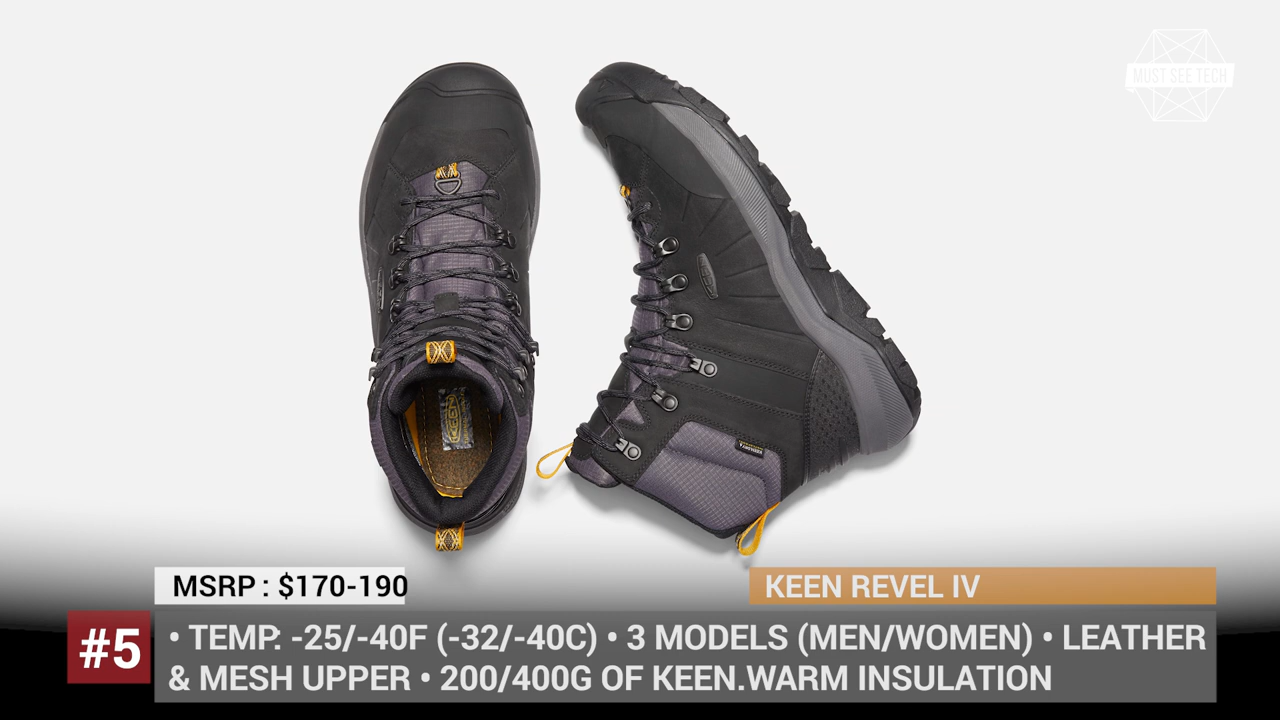 MUST SEE TECH
KEEN
MSRP : $170-190
KEEN REVEL IV
#5
• TEMP: -25/-40F (-32/-40C) • 3 MODELS (MEN/WOMEN) • LEATHER
& MESH UPPER • 200/400G OF KEEN.WARM INSULATION